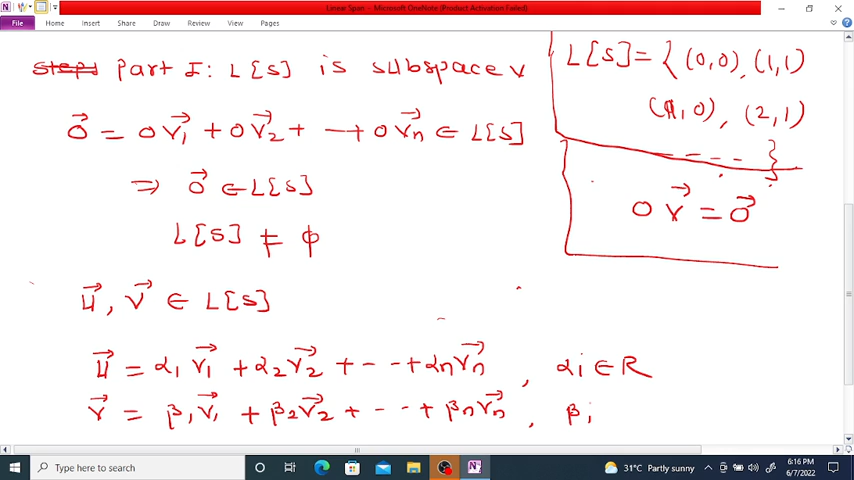 Linear Span - Microsoft OneNote (Product Activation Failed)
File Home Insert Draw History Review View Pages
Part I: L[S] is subspace V
L[S] = { (0,0), (1,1)
(1,0), (2,1)
- - - - }
0⃗ = 0v⃗₁ + 0v⃗₂ + --- + 0v⃗n ∈ L[S]
⇒ 0⃗ ∈ L[S]
0 v⃗ = 0⃗
L[S] ≠ φ
u⃗, v⃗ ∈ L[S]
u⃗ = α₁ v⃗₁ + α₂ v⃗₂ + --- + αn v⃗n , αi ∈ R
v⃗ = β₁ v⃗₁ + β₂ v⃗₂ + --- + βn v⃗n , βi
Type here to search
31°C Partly sunny
6:16 PM
6/7/2022